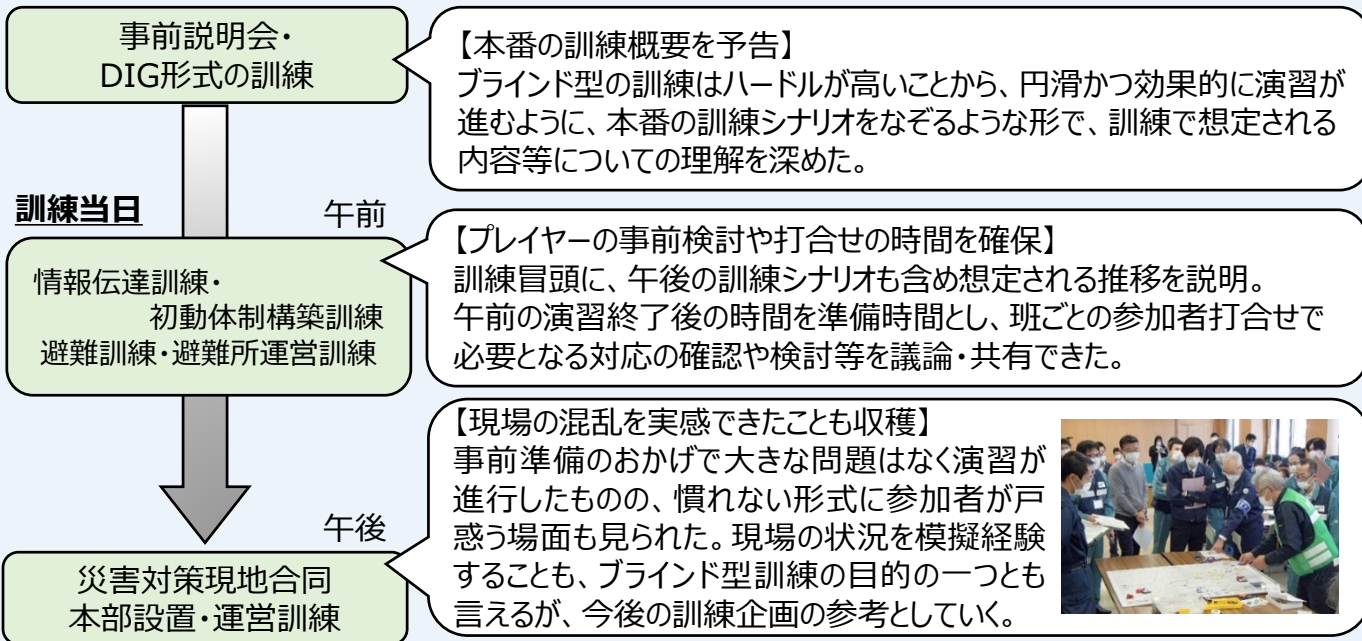 事前説明会・
DIG形式の訓練
【本番の訓練概要を予告】
ブラインド型の訓練はハードルが高いことから、円滑かつ効果的に演習が
進むように、本番の訓練シナリオをなぞるような形で、訓練で想定される
内容等についての理解を深めた。
訓練当日
午前
情報伝達訓練・
初動体制構築訓練
避難訓練・避難所運営訓練
【プレイヤーの事前検討や打合せの時間を確保】
訓練冒頭に、午後の訓練シナリオも含め想定される推移を説明。
午前の演習終了後の時間を準備時間とし、班ごとの参加者打合せで
必要となる対応の確認や検討等を議論・共有できた。
午後
災害対策現地合同
本部設置・運営訓練
【現場の混乱を実感できたことも収穫】
事前準備のおかげで大きな問題はなく演習が
進行したものの、慣れない形式に参加者が戸
惑う場面も見られた。現場の状況を模擬経験
することも、ブラインド型訓練の目的の一つとも
言えるが、今後の訓練企画の参考としていく。